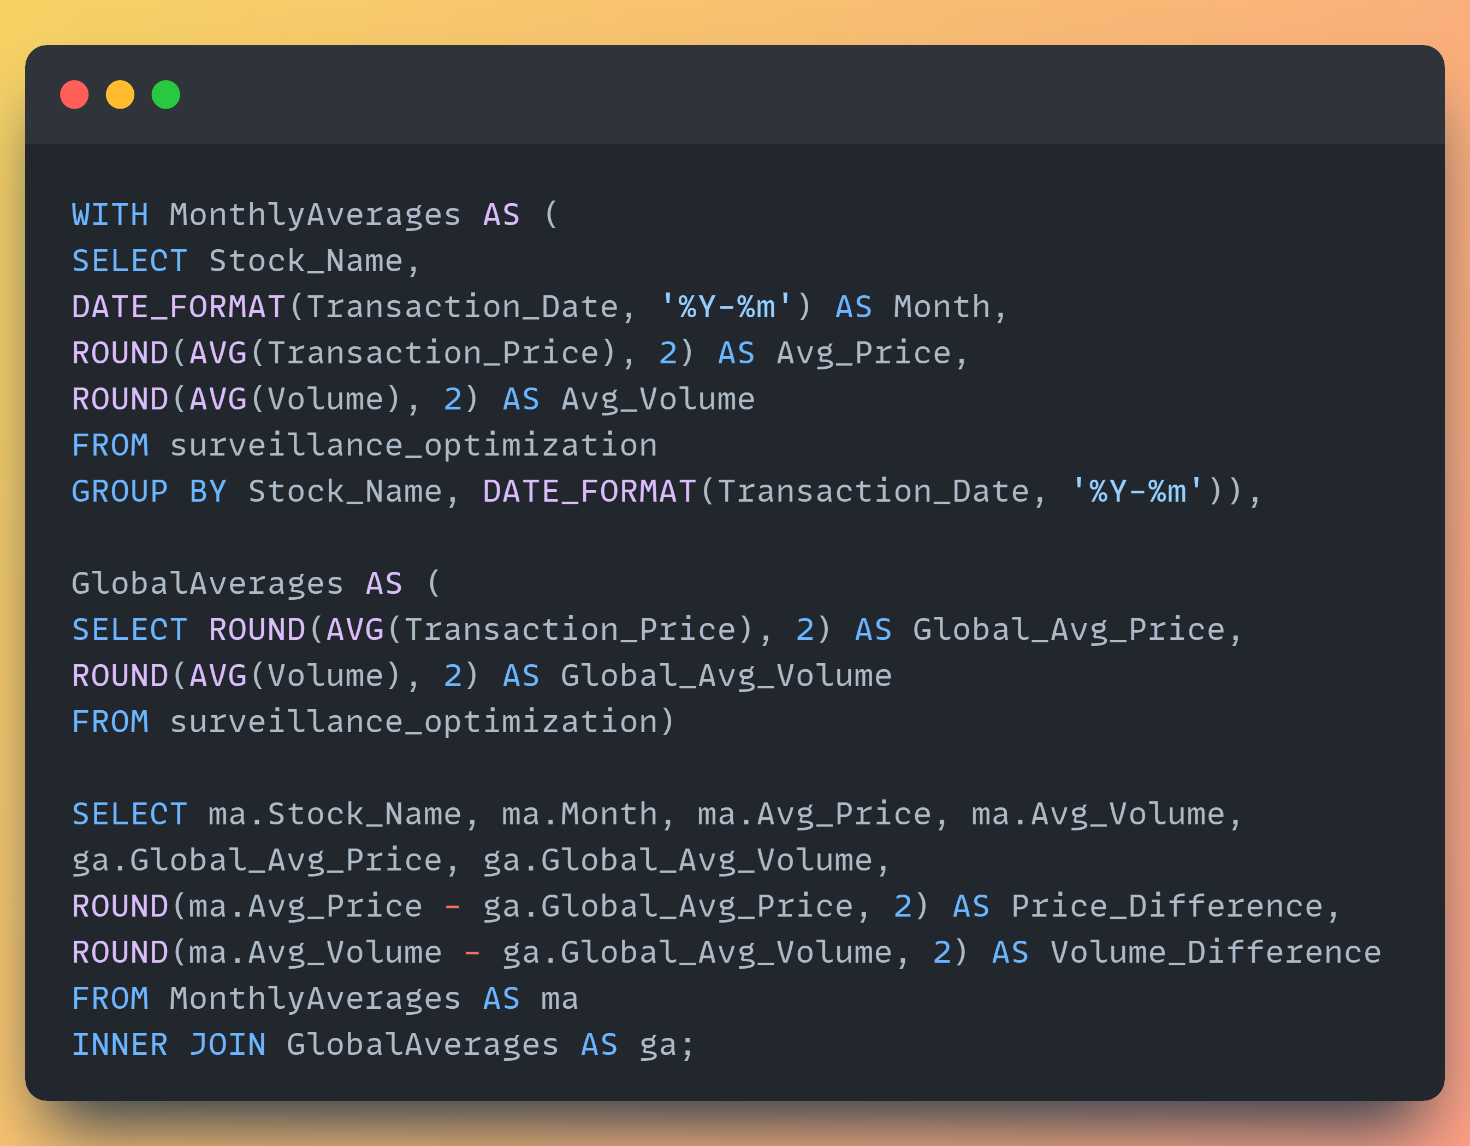 WITH MonthlyAverages AS (
SELECT Stock_Name,
DATE_FORMAT(Transaction_Date, '%Y-%m') AS Month,
ROUND(AVG(Transaction_Price), 2) AS Avg_Price,
ROUND(AVG(Volume), 2) AS Avg_Volume
FROM surveillance_optimization
GROUP BY Stock_Name, DATE_FORMAT(Transaction_Date, '%Y-%m')),
GlobalAverages AS (
SELECT ROUND(AVG(Transaction_Price), 2) AS Global_Avg_Price,
ROUND(AVG(Volume), 2) AS Global_Avg_Volume
FROM surveillance_optimization)
SELECT ma.Stock_Name, ma.Month, ma.Avg_Price, ma.Avg_Volume,
ga.Global_Avg_Price, ga.Global_Avg_Volume,
ROUND(ma.Avg_Price - ga.Global_Avg_Price, 2) AS Price_Difference,
ROUND(ma.Avg_Volume - ga.Global_Avg_Volume, 2) AS Volume_Difference
FROM MonthlyAverages AS ma
INNER JOIN GlobalAverages AS ga;